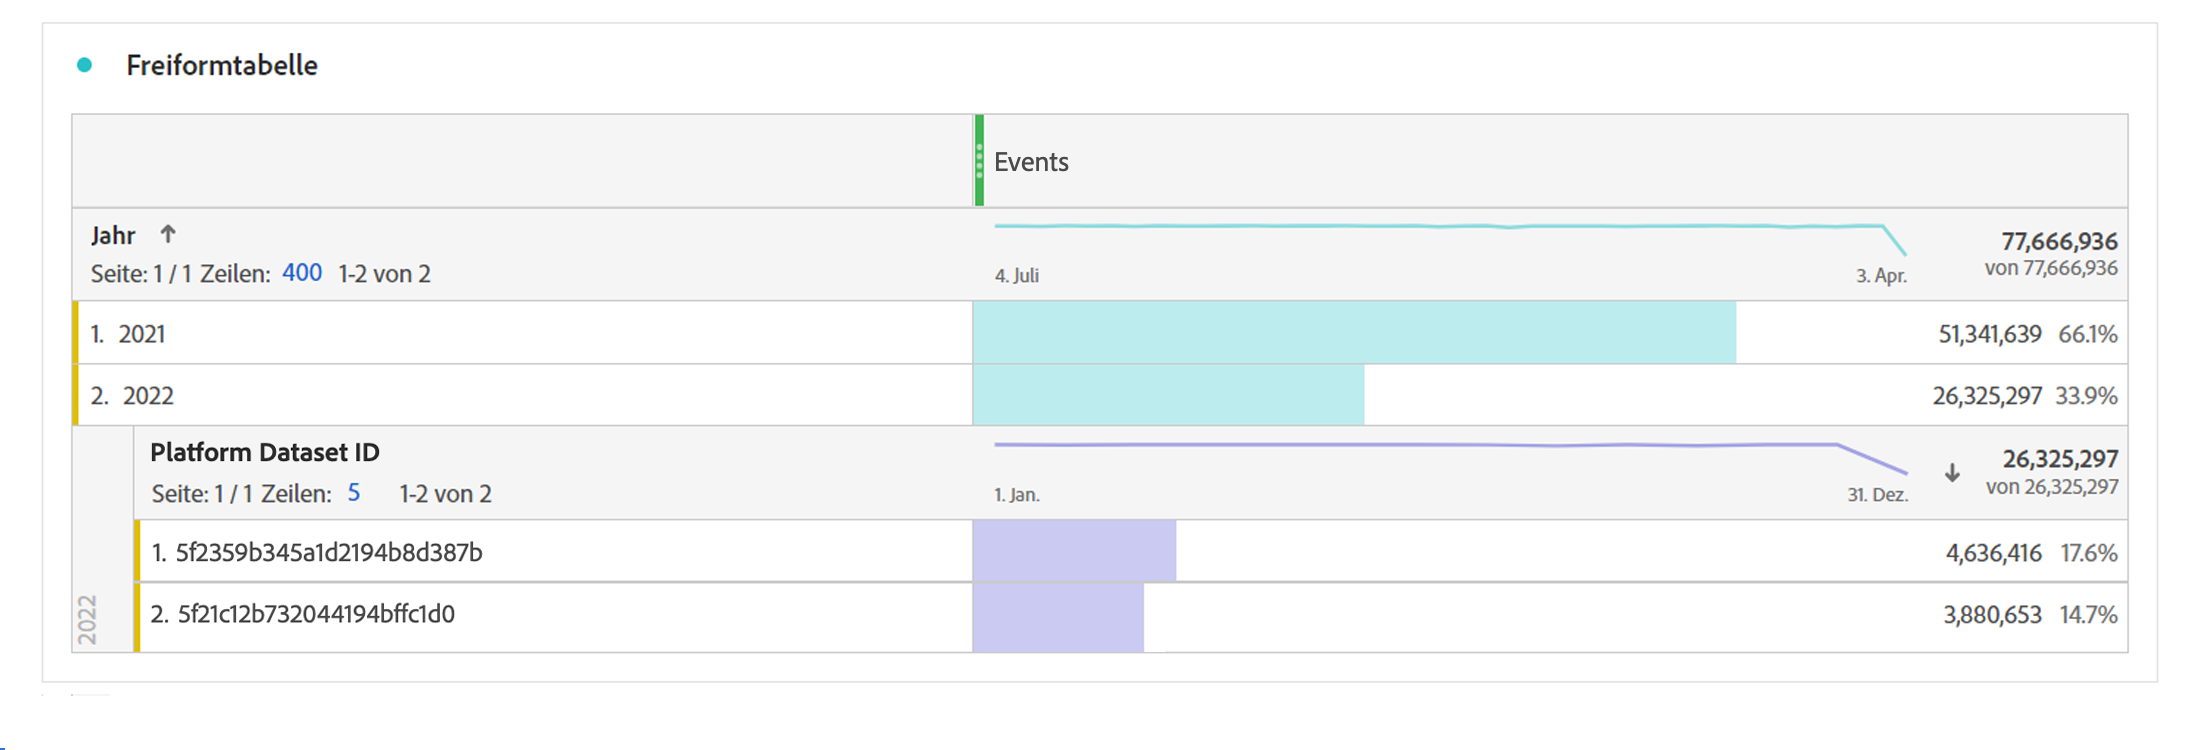 Freiformtabelle
Events
Jahr ↑
Seite: 1 / 1 Zeilen: 400 1-2 von 2
4. Juli
3. Apr.
77,666,936
von 77,666,936
1. 2021
51,341,639 66.1%
2. 2022
26,325,297 33.9%
2022
Platform Dataset ID
Seite: 1 / 1 Zeilen: 5 1-2 von 2
1. Jan.
31. Dez.
↓
26,325,297
von 26,325,297
1. 5f2359b345a1d2194b8d387b
4,636,416 17.6%
2. 5f21c12b732044194bffc1d0
3,880,653 14.7%